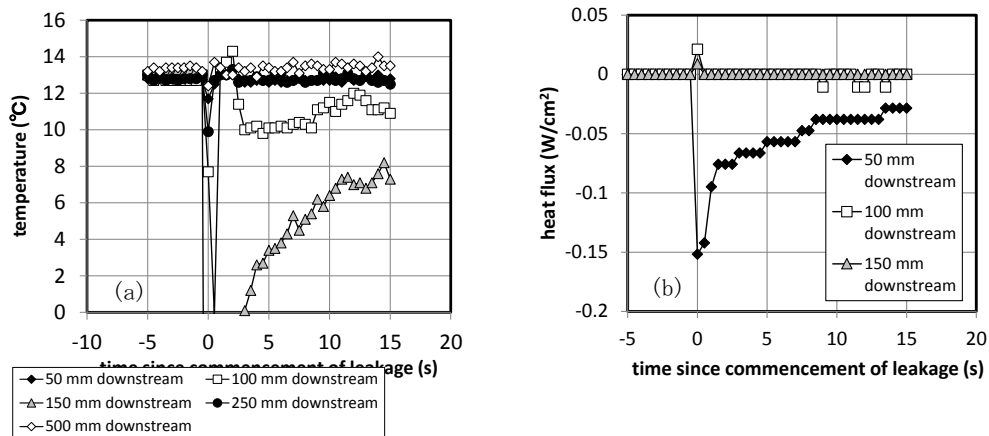 16
14
12
10
8
6
4
2
0
temperature (℃)
(a)
-10 -5 0 5 10 15 20
time since commencement of leakage (s)
50 mm downstream
100 mm downstream
150 mm downstream
250 mm downstream
500 mm downstream
0.05
0
-0.05
-0.1
-0.15
-0.2
heat flux (W/cm²)
50 mm
downstream
100 mm
downstream
150 mm
downstream
(b)
-5 0 5 10 15 20
time since commencement of leakage (s)